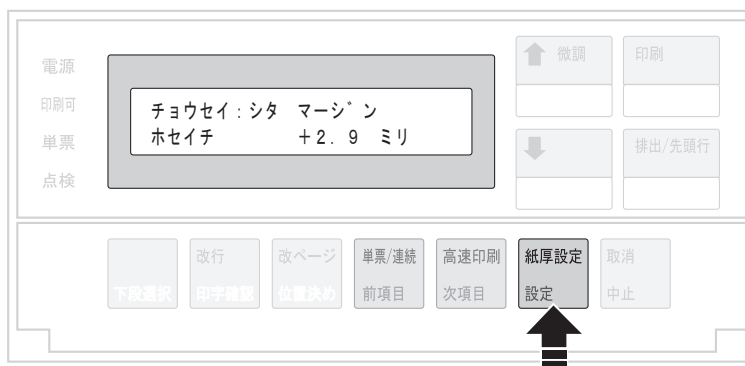 電源
印刷可
単票
点検
チョウセイ:シタ マージ゛ン
ホセイチ +2.9 ミリ
微調
印刷
排出/先頭行
下段選択
改行
印字確認
改ページ
位置決め
単票/連続
前項目
高速印刷
次項目
紙厚設定
設定
取消
中止